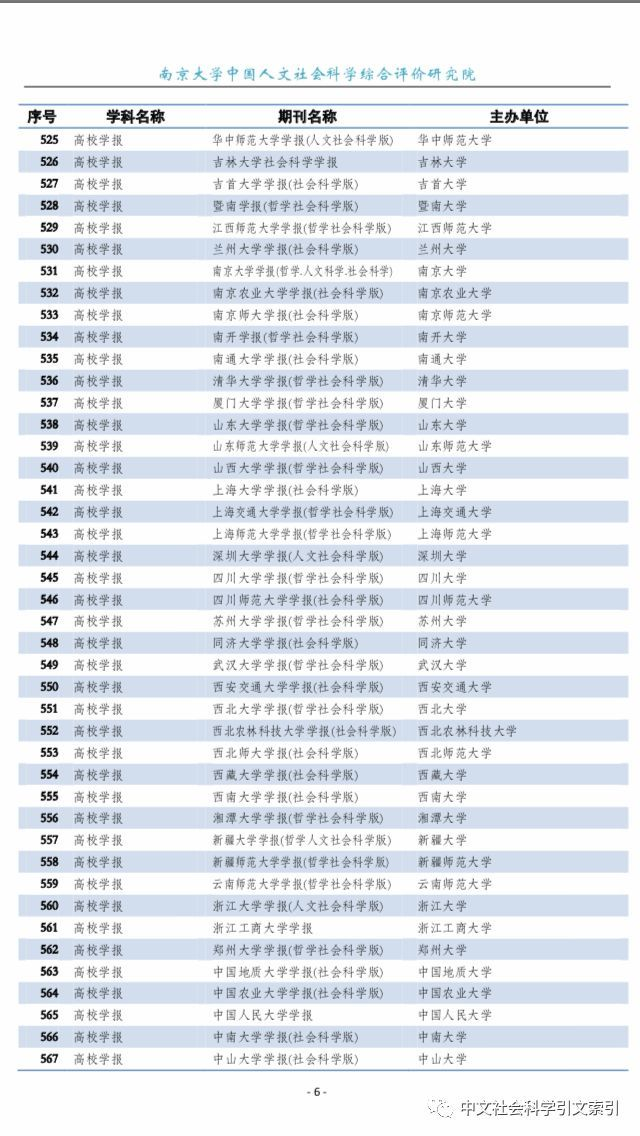 南京大学中国人文社会科学综合评价研究院
序号 学科名称 期刊名称 主办单位
525 高校学报 华中师范大学学报(人文社会科学版) 华中师范大学
526 高校学报 吉林大学社会科学学报 吉林大学
527 高校学报 吉首大学学报(社会科学版) 吉首大学
528 高校学报 暨南学报(哲学社会科学版) 暨南大学
529 高校学报 江西师范大学学报(哲学社会科学版) 江西师范大学
530 高校学报 兰州大学学报(社会科学版) 兰州大学
531 高校学报 南京大学学报(哲学.人文科学.社会科学) 南京大学
532 高校学报 南京农业大学学报(社会科学版) 南京农业大学
533 高校学报 南京师大学报(社会科学版) 南京师范大学
534 高校学报 南开学报(哲学社会科学版) 南开大学
535 高校学报 南通大学学报(社会科学版) 南通大学
536 高校学报 清华大学学报(哲学社会科学版) 清华大学
537 高校学报 厦门大学学报(哲学社会科学版) 厦门大学
538 高校学报 山东大学学报(哲学社会科学版) 山东大学
539 高校学报 山东师范大学学报(人文社会科学版) 山东师范大学
540 高校学报 山西大学学报(哲学社会科学版) 山西大学
541 高校学报 上海大学学报(社会科学版) 上海大学
542 高校学报 上海交通大学学报(哲学社会科学版) 上海交通大学
543 高校学报 上海师范大学学报(哲学社会科学版) 上海师范大学
544 高校学报 深圳大学学报(人文社会科学版) 深圳大学
545 高校学报 四川大学学报(哲学社会科学版) 四川大学
546 高校学报 四川师范大学学报(社会科学版) 四川师范大学
547 高校学报 苏州大学学报(哲学社会科学版) 苏州大学
548 高校学报 同济大学学报(社会科学版) 同济大学
549 高校学报 武汉大学学报(哲学社会科学版) 武汉大学
550 高校学报 西安交通大学学报(社会科学版) 西安交通大学
551 高校学报 西北大学学报(哲学社会科学版) 西北大学
552 高校学报 西北农林科技大学学报(社会科学版) 西北农林科技大学
553 高校学报 西北师大学报(社会科学版) 西北师范大学
554 高校学报 西藏大学学报(社会科学版) 西藏大学
555 高校学报 西南大学学报(社会科学版) 西南大学
556 高校学报 湘潭大学学报(哲学社会科学版) 湘潭大学
557 高校学报 新疆大学学报(哲学人文社会科学版) 新疆大学
558 高校学报 新疆师范大学学报(哲学社会科学版) 新疆师范大学
559 高校学报 云南师范大学学报(哲学社会科学版) 云南师范大学
560 高校学报 浙江大学学报(人文社会科学版) 浙江大学
561 高校学报 浙江工商大学学报 浙江工商大学
562 高校学报 郑州大学学报(哲学社会科学版) 郑州大学
563 高校学报 中国地质大学学报(社会科学版) 中国地质大学
564 高校学报 中国农业大学学报(社会科学版) 中国农业大学
565 高校学报 中国人民大学学报 中国人民大学
566 高校学报 中南大学学报(社会科学版) 中南大学
567 高校学报 中山大学学报(社会科学版) 中山大学
- 6 -
中文社会科学引文索引